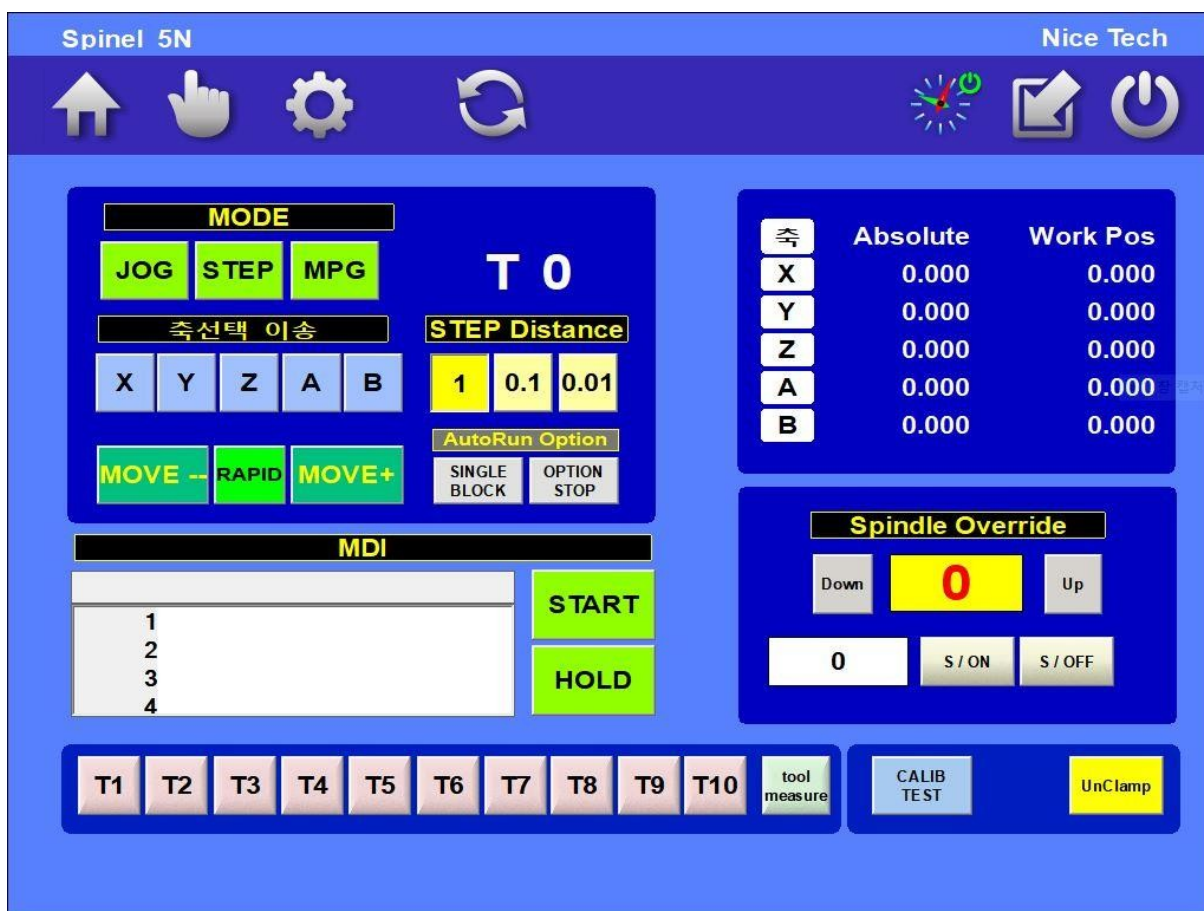 Spinel 5N
Nice Tech
MODE
JOG STEP MPG
T 0
축선택 이송
STEP Distance
X Y Z A B
1 0.1 0.01
MOVE -- RAPID MOVE+
AutoRun Option
SINGLE BLOCK
OPTION STOP
축 Absolute Work Pos
X 0.000 0.000
Y 0.000 0.000
Z 0.000 0.000
A 0.000 0.000
B 0.000 0.000
MDI
START
HOLD
1
2
3
4
Spindle Override
Down 0 Up
0 S / ON S / OFF
T1 T2 T3 T4 T5 T6 T7 T8 T9 T10
tool measure
CALIB TEST
UnClamp